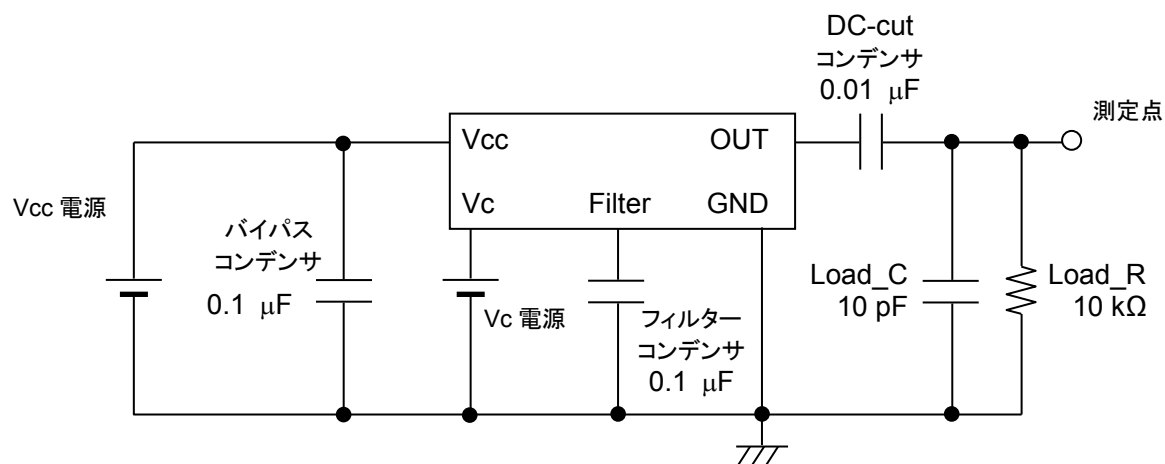 DC-cut
コンデンサ
0.01 μF
測定点
Vcc
OUT
Vc
Filter
GND
Vcc 電源
バイパス
コンデンサ
0.1 μF
Vc 電源
フィルター
コンデンサ
0.1 μF
Load_C
10 pF
Load_R
10 kΩ